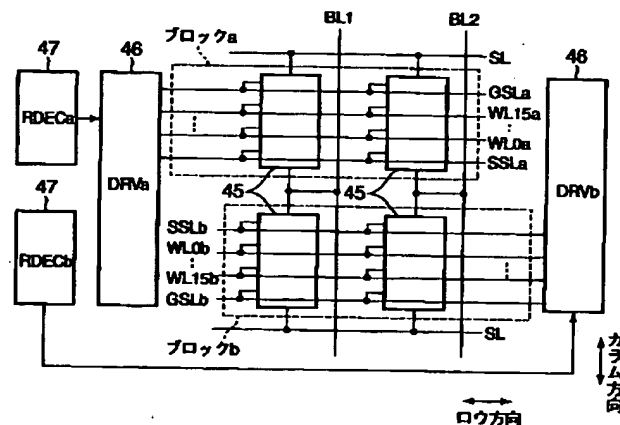 47
46
ブロックa
BL1
BL2
46
SL
RDECa
DRVa
GSLa
WL15a
WL0a
SSLa
47
45
45
DRVb
RDECb
SSLb
WL0b
WL15b
GSLb
SL
ブロックb
カラム方向
ロウ方向